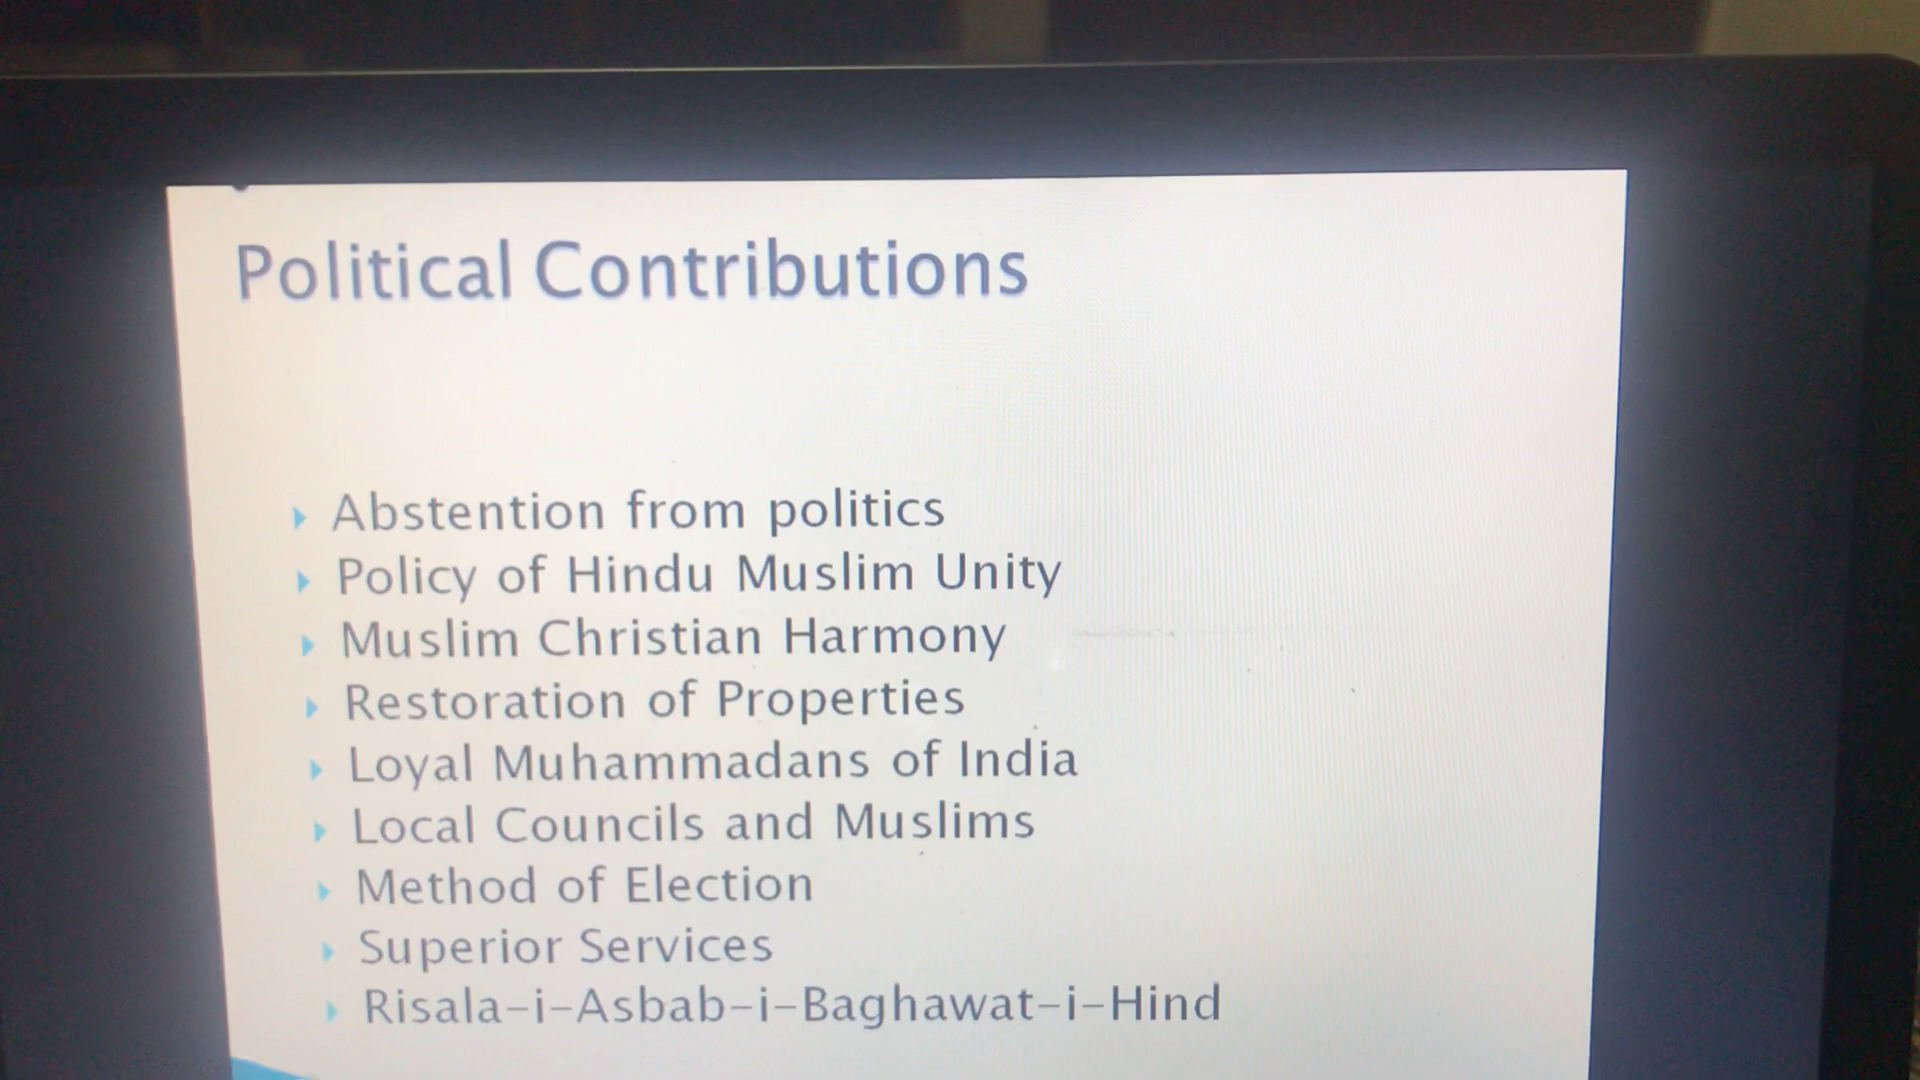 Political Contributions
Abstention from politics
Policy of Hindu Muslim Unity
Muslim Christian Harmony
Restoration of Properties
Loyal Muhammadans of India
Local Councils and Muslims
Method of Election
Superior Services
Risala-i-Asbab-i-Baghawat-i-Hind